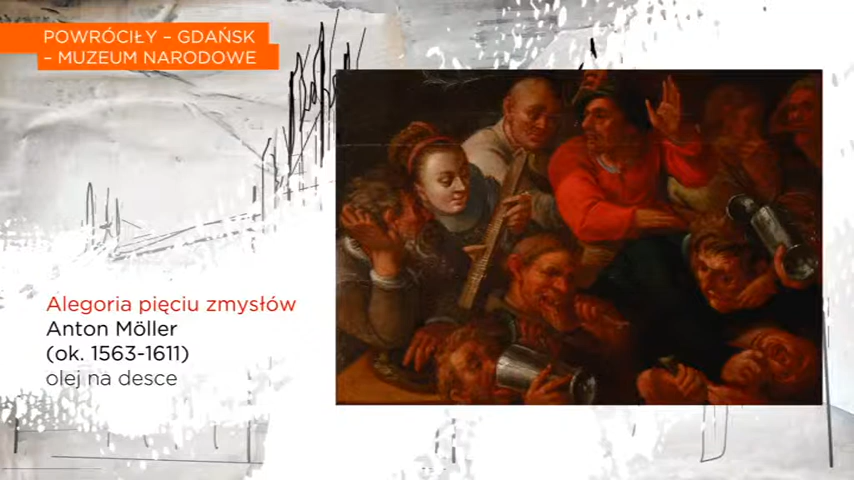 POWRÓCIŁY – GDAŃSK
– MUZEUM NARODOWE
Alegoria pięciu zmysłów
Anton Möller
(ok. 1563-1611)
olej na desce